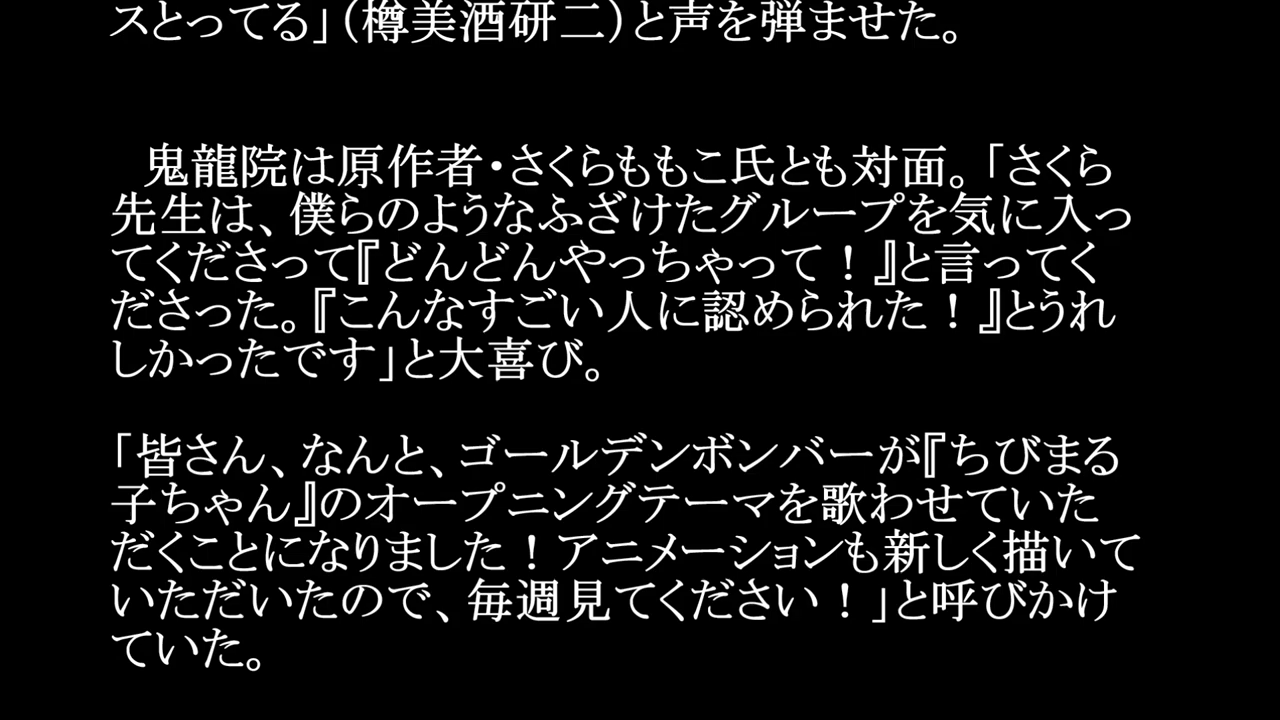 スとってる」（樽美酒研二）と声を弾ませた。
鬼龍院は原作者・さくらももこ氏とも対面。「さくら
先生は、僕らのようなふざけたグループを気に入っ
てくださって『どんどんやっちゃって！』と言ってく
ださった。『こんなすごい人に認められた！』とうれ
しかったです」と大喜び。
「皆さん、なんと、ゴールデンボンバーが『ちびまる
子ちゃん』のオープニングテーマを歌わせていた
だくことになりました！アニメーションも新しく描いて
いただいたので、毎週見てください！」と呼びかけ
ていた。